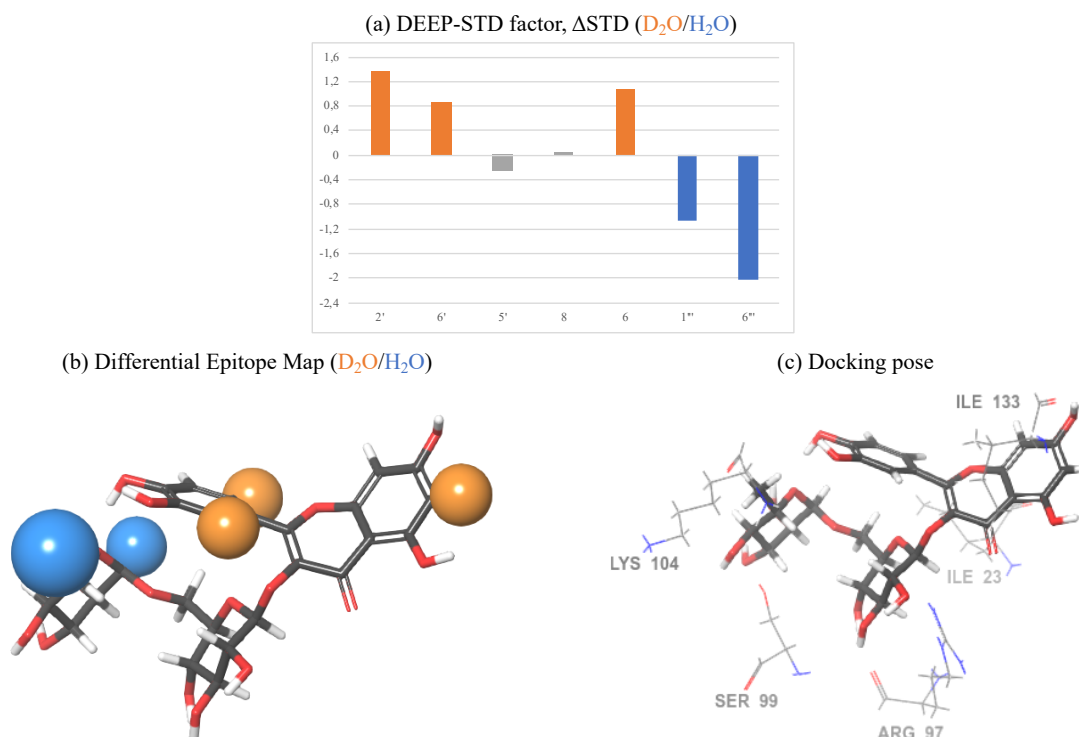 (a) DEEP-STD factor, ΔSTD (D₂O/H₂O)
1,6
1,2
0,8
0,4
0
-0,4
-0,8
-1,2
-1,6
-2
-2,4
2' 6' 5' 8 6 1''' 6'''
(b) Differential Epitope Map (D₂O/H₂O)
(c) Docking pose
ILE 133
LYS 104
ILE 23
SER 99
ARG 97